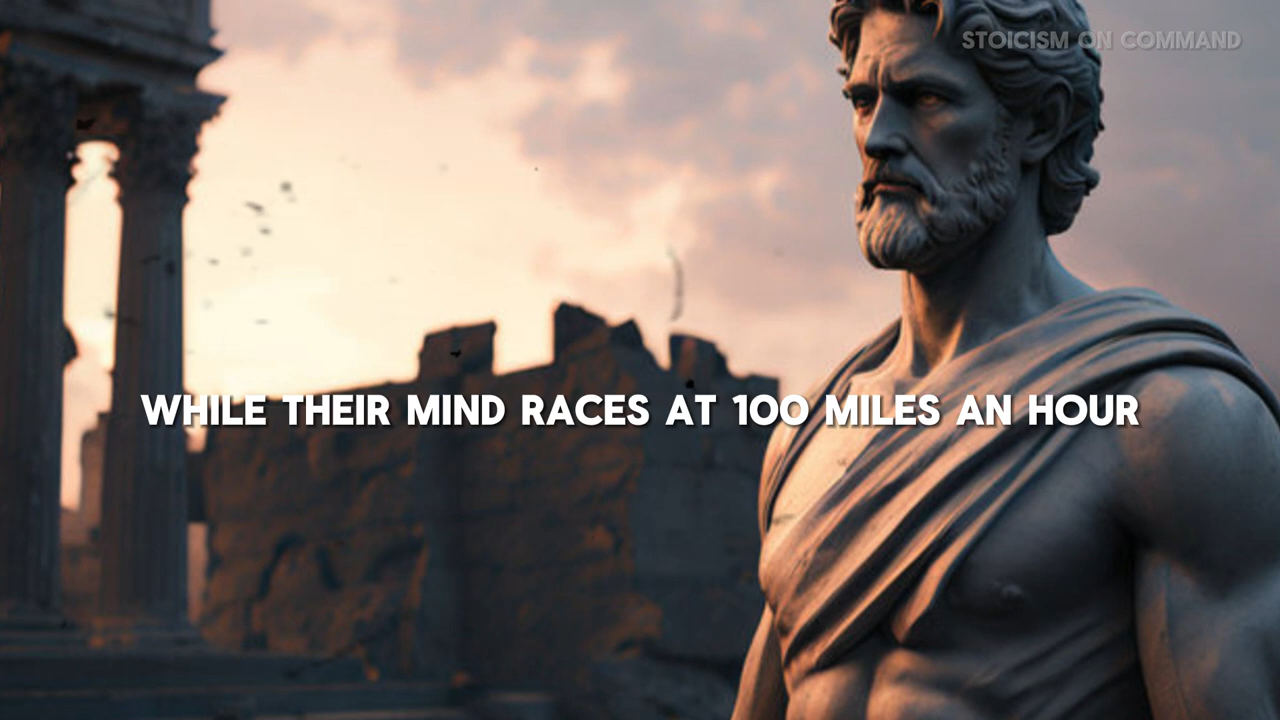 STOICISM ON COMMAND
WHILE THEIR MIND RACES AT 100 MILES AN HOUR